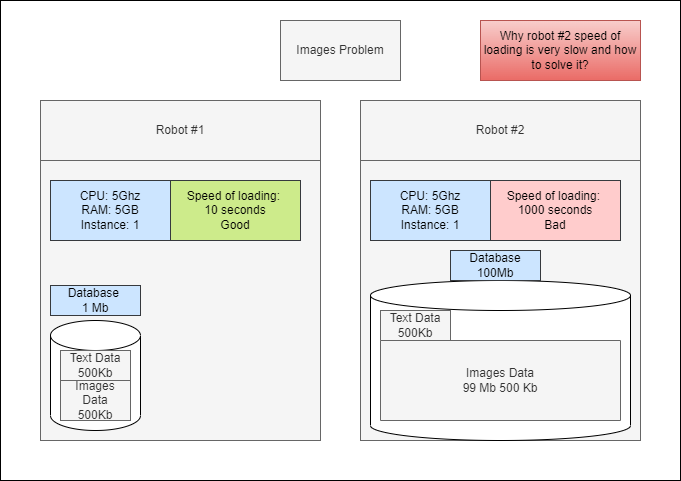 Images Problem
Why robot #2 speed of
loading is very slow and how
to solve it?
Robot #1
CPU: 5Ghz
RAM: 5GB
Instance: 1
Speed of loading:
10 seconds
Good
Database
1 Mb
Text Data
500Kb
Images
Data
500Kb
Robot #2
CPU: 5Ghz
RAM: 5GB
Instance: 1
Speed of loading:
1000 seconds
Bad
Database
100Mb
Text Data
500Kb
Images Data
99 Mb 500 Kb